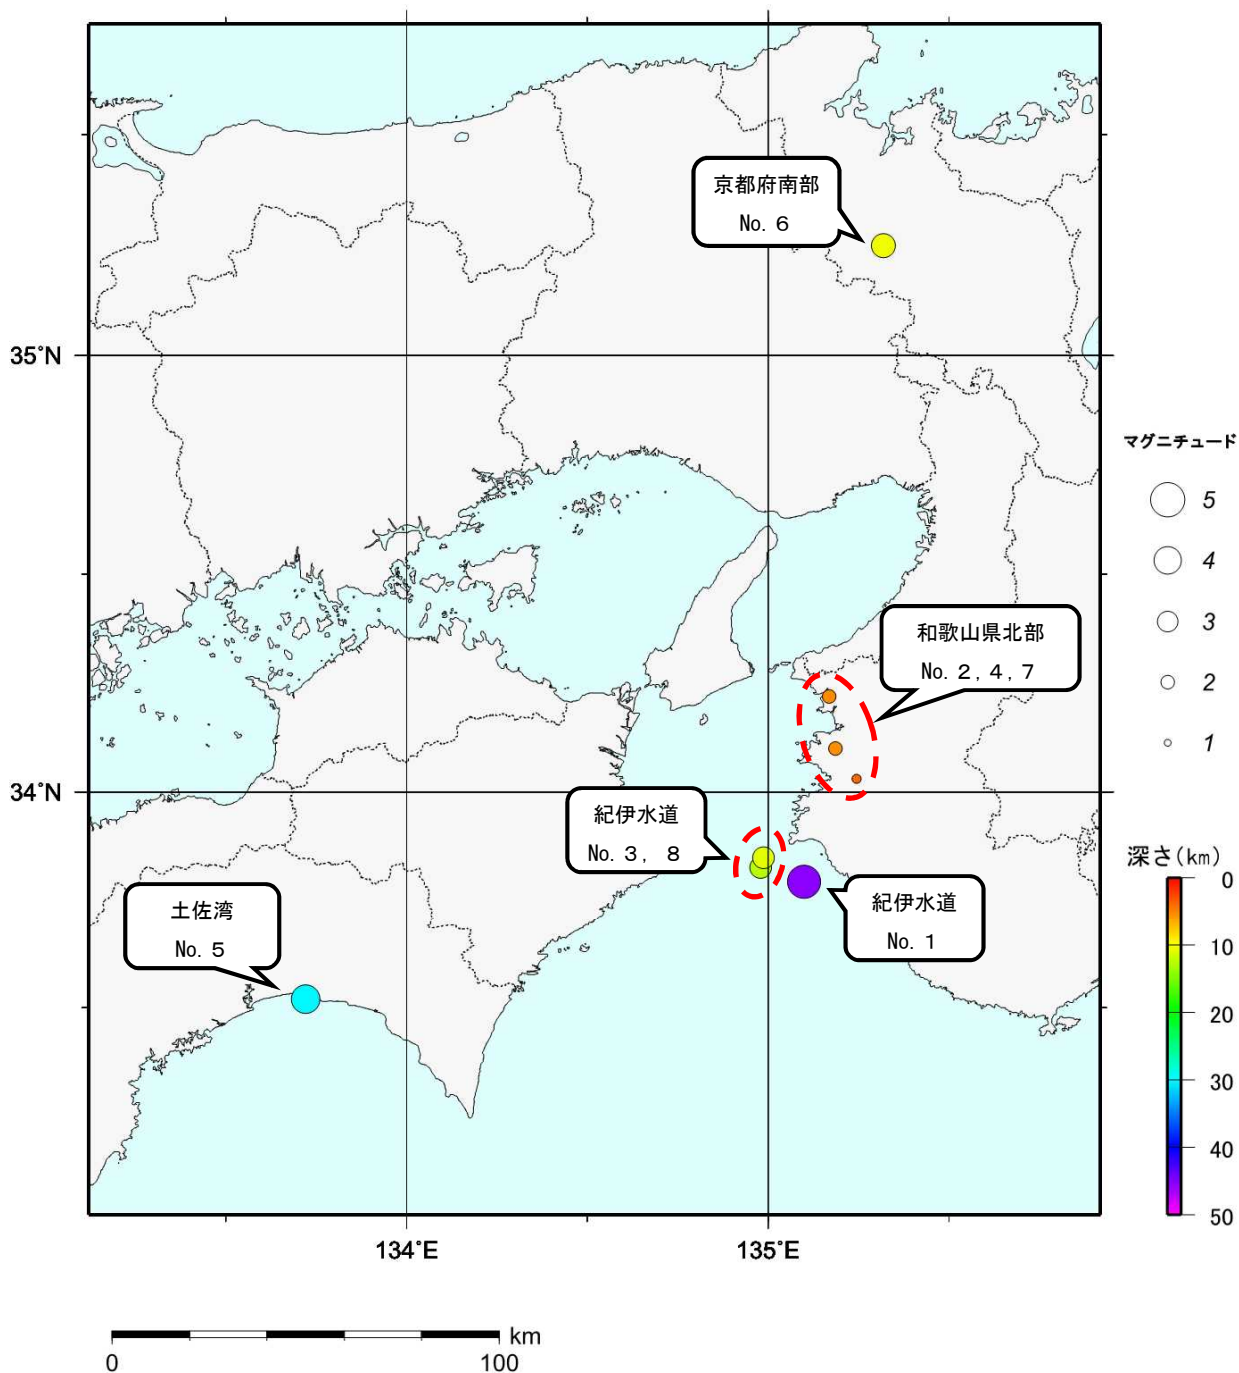 京都府南部
No. 6
35°N
マグニチュード
5
4
3
2
1
和歌山県北部
No. 2, 4, 7
34°N
紀伊水道
No. 3, 8
深さ(km)
0
10
20
30
40
50
紀伊水道
No. 1
土佐湾
No. 5
134°E
135°E
km
0
100